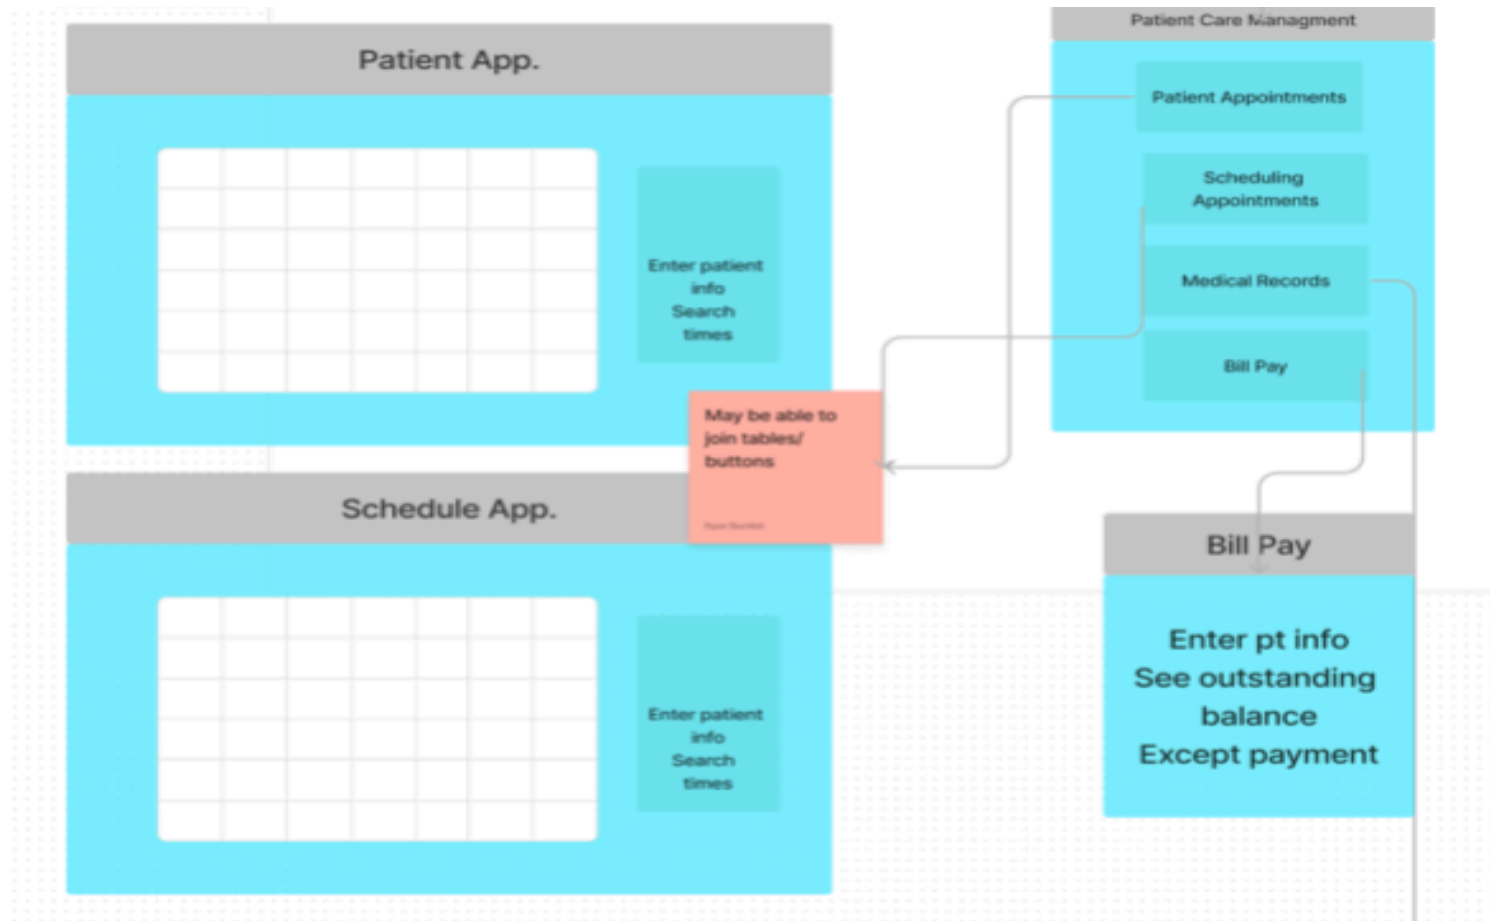 Patient App.
Enter patient
info
Search
times
May be able to
join tables/
buttons
Schedule App.
Enter patient
info
Search
times
Patient Care Managment
Patient Appointments
Scheduling
Appointments
Medical Records
Bill Pay
Bill Pay
Enter pt info
See outstanding
balance
Except payment